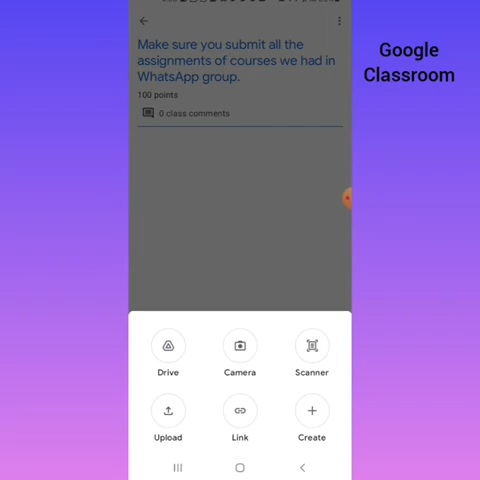 Make sure you submit all the
assignments of courses we had in
WhatsApp group.
100 points
0 class comments
Google
Classroom
Drive
Camera
Scanner
Upload
Link
Create